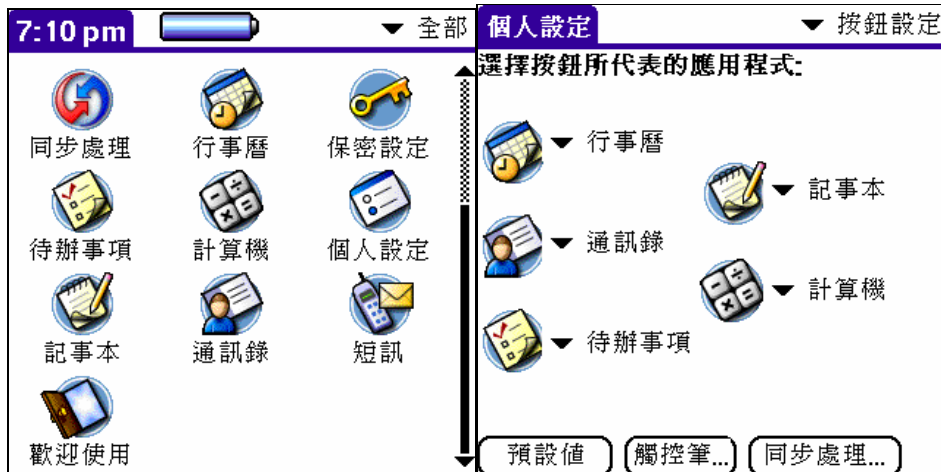 7:10 pm
全部
同步處理
行事曆
保密設定
待辦事項
計算機
個人設定
記事本
通訊錄
短訊
歡迎使用
個人設定
按鈕設定
選擇按鈕所代表的應用程式:
行事曆
記事本
通訊錄
計算機
待辦事項
預設值
觸控筆...
同步處理...